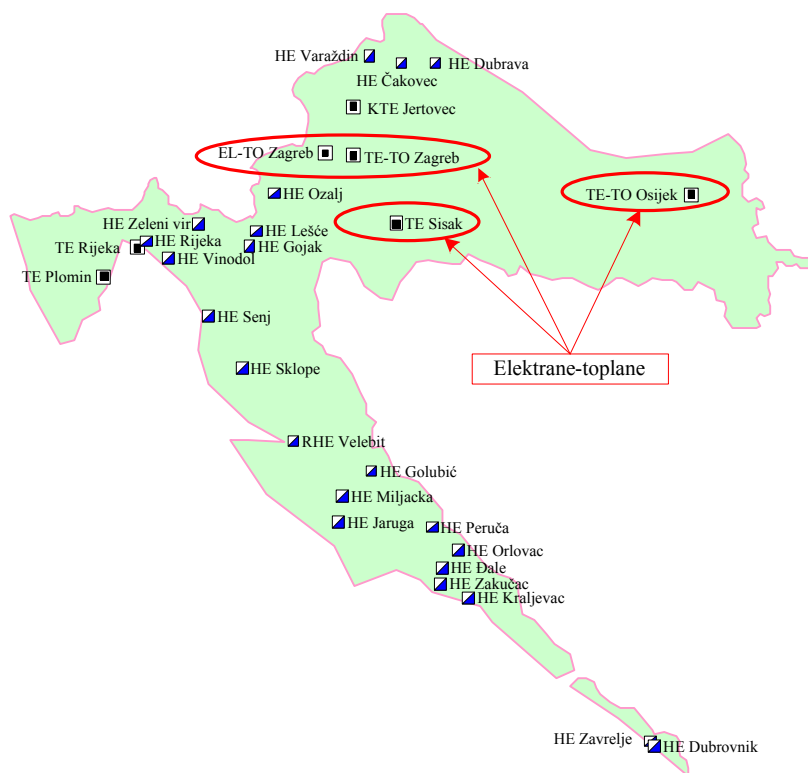 HE Varaždin
HE Čakovec
HE Dubrava
KTE Jertovec
EL-TO Zagreb
TE-TO Zagreb
TE-TO Osijek
HE Ozalj
HE Zeleni vir
HE Lešće
TE Sisak
TE Rijeka
HE Rijeka
HE Gojak
HE Vinodol
TE Plomin
HE Senj
Elektrane-toplane
HE Sklope
RHE Velebit
HE Golubić
HE Miljacka
HE Jaruga
HE Peruča
HE Orlovac
HE Đale
HE Zakučac
HE Kraljevac
HE Zavrelje
HE Dubrovnik